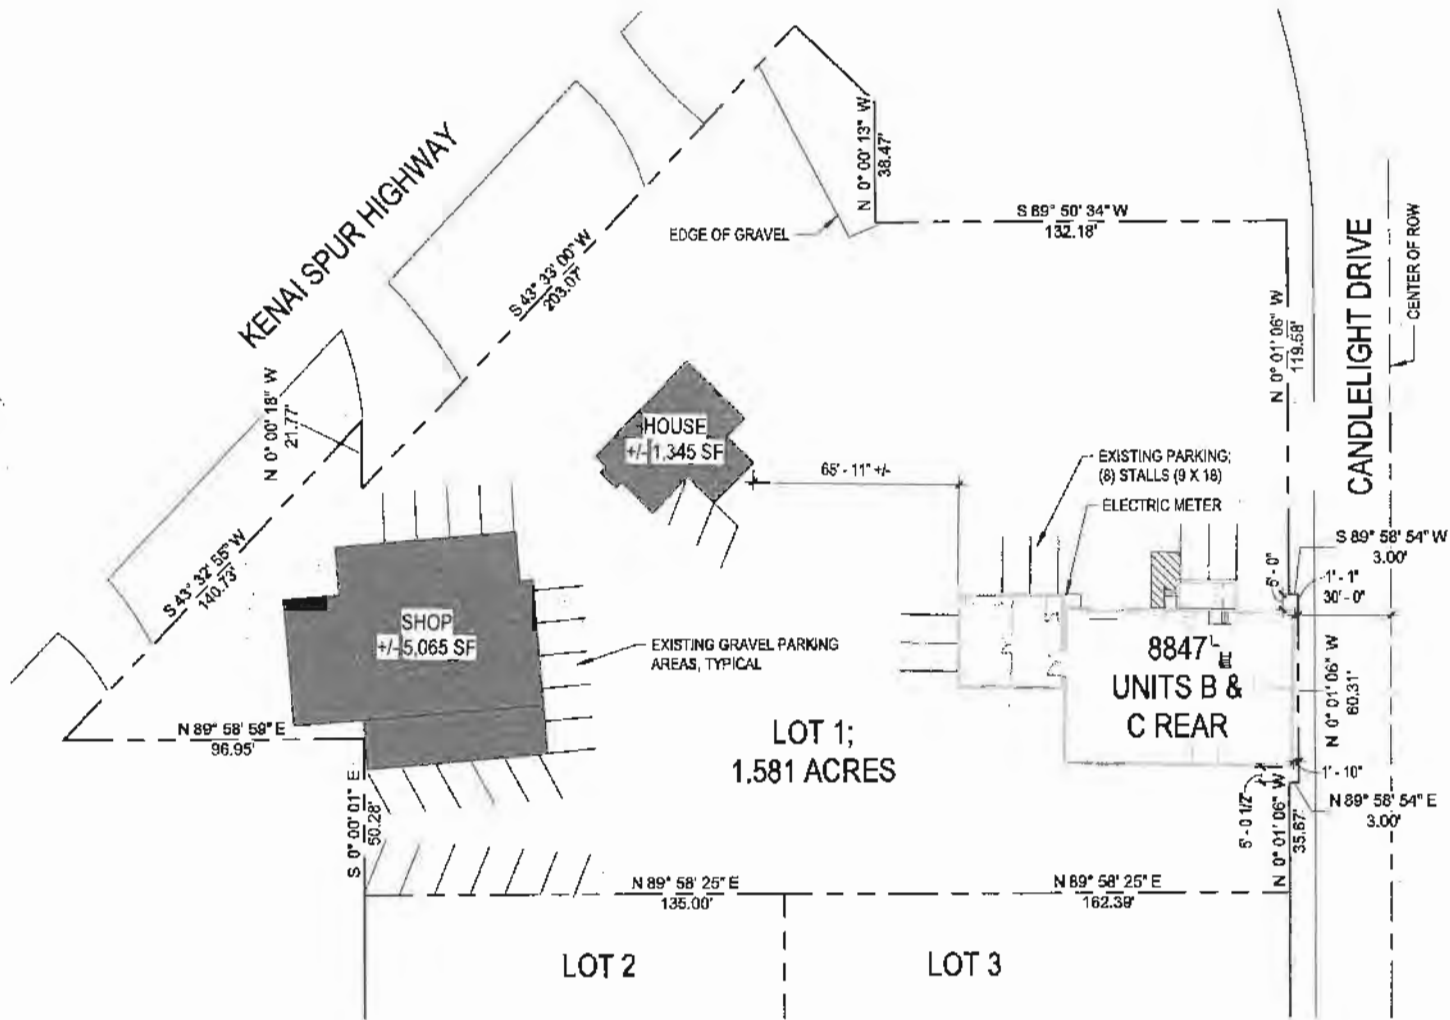 KENAI SPUR HIGHWAY
N 0° 00' 13" W
38.47'
EDGE OF GRAVEL
S 89° 50' 34" W
132.18'
CANDLELIGHT DRIVE
CENTER OF ROW
S 43° 33' 00" W
203.07'
N 0° 01' 06" W
119.58'
N 0° 00' 18" W
21.77'
HOUSE
+/- 1,345 SF
65' - 11" +/-
EXISTING PARKING;
(8) STALLS (9 X 18)
ELECTRIC METER
S 43° 32' 55" W
140.73'
S 89° 58' 54" W
3.00'
5' - 0"
1' - 1"
30' - 0"
SHOP
+/- 5,065 SF
EXISTING GRAVEL PARKING
AREAS, TYPICAL
8847
UNITS B &
C REAR
N 0° 01' 06" W
60.31'
N 89° 58' 59" E
96.95'
LOT 1;
1.581 ACRES
1' - 10"
N 89° 58' 54" E
3.00'
5' - 0 1/2"
N 0° 01' 06" W
35.67'
S 0° 00' 01" E
50.28'
N 89° 58' 25" E
135.00'
N 89° 58' 25" E
162.39'
LOT 2
LOT 3